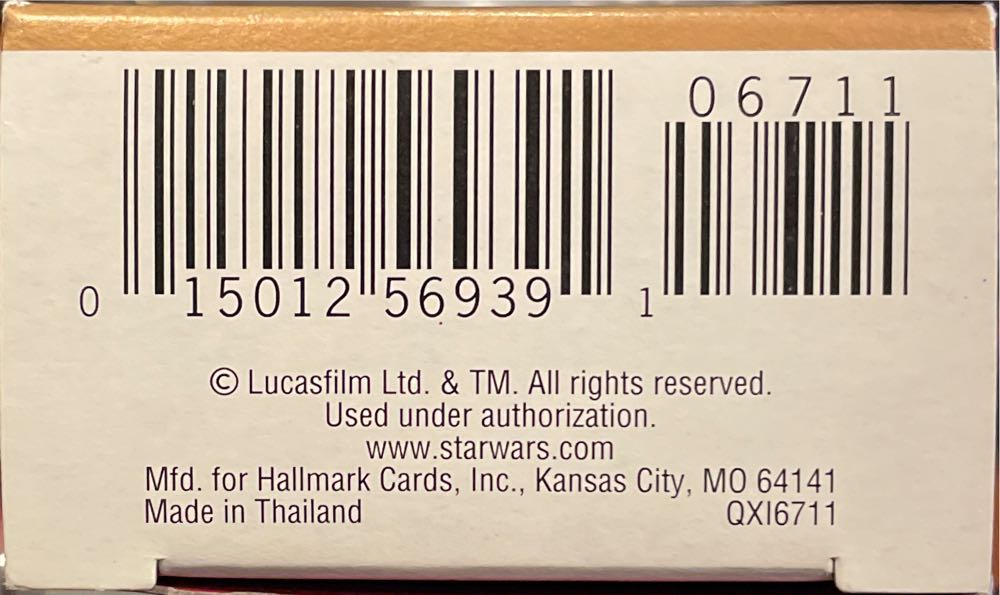 06711
0 15012 56939 1
© Lucasfilm Ltd. & TM. All rights reserved.
Used under authorization.
www.starwars.com
Mfd. for Hallmark Cards, Inc., Kansas City, MO 64141
Made in Thailand QXI6711